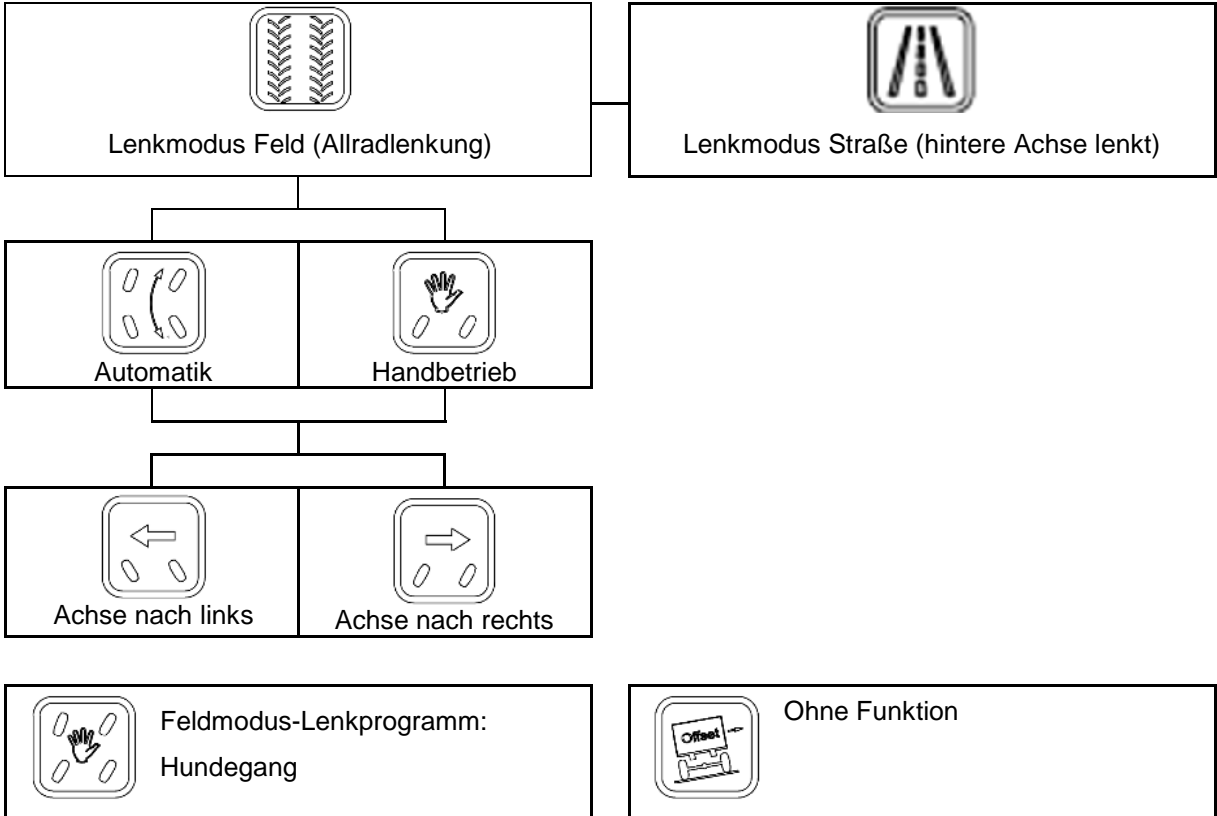 Lenkmodus Feld (Allradlenkung)
Lenkmodus Straße (hintere Achse lenkt)
Automatik
Handbetrieb
Achse nach links
Achse nach rechts
Feldmodus-Lenkprogramm:
Hundegang
Offset
Ohne Funktion